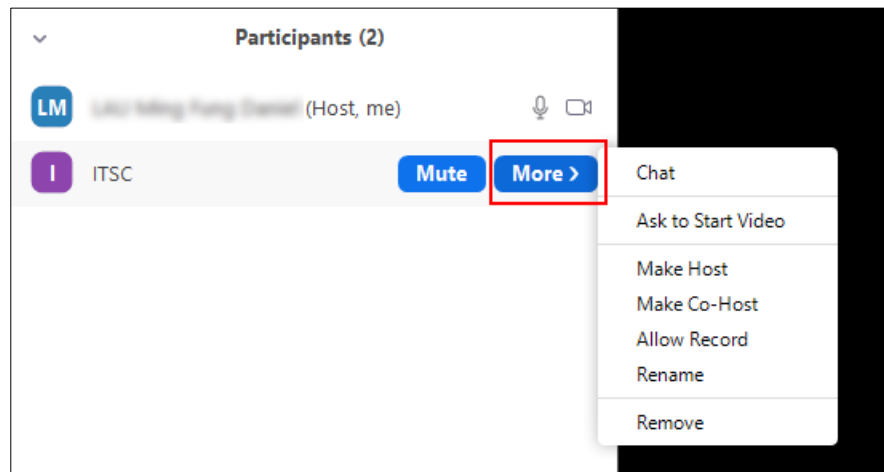 Participants (2)
LM (Host, me)
I ITSC Mute More >
Chat
Ask to Start Video
Make Host
Make Co-Host
Allow Record
Rename
Remove